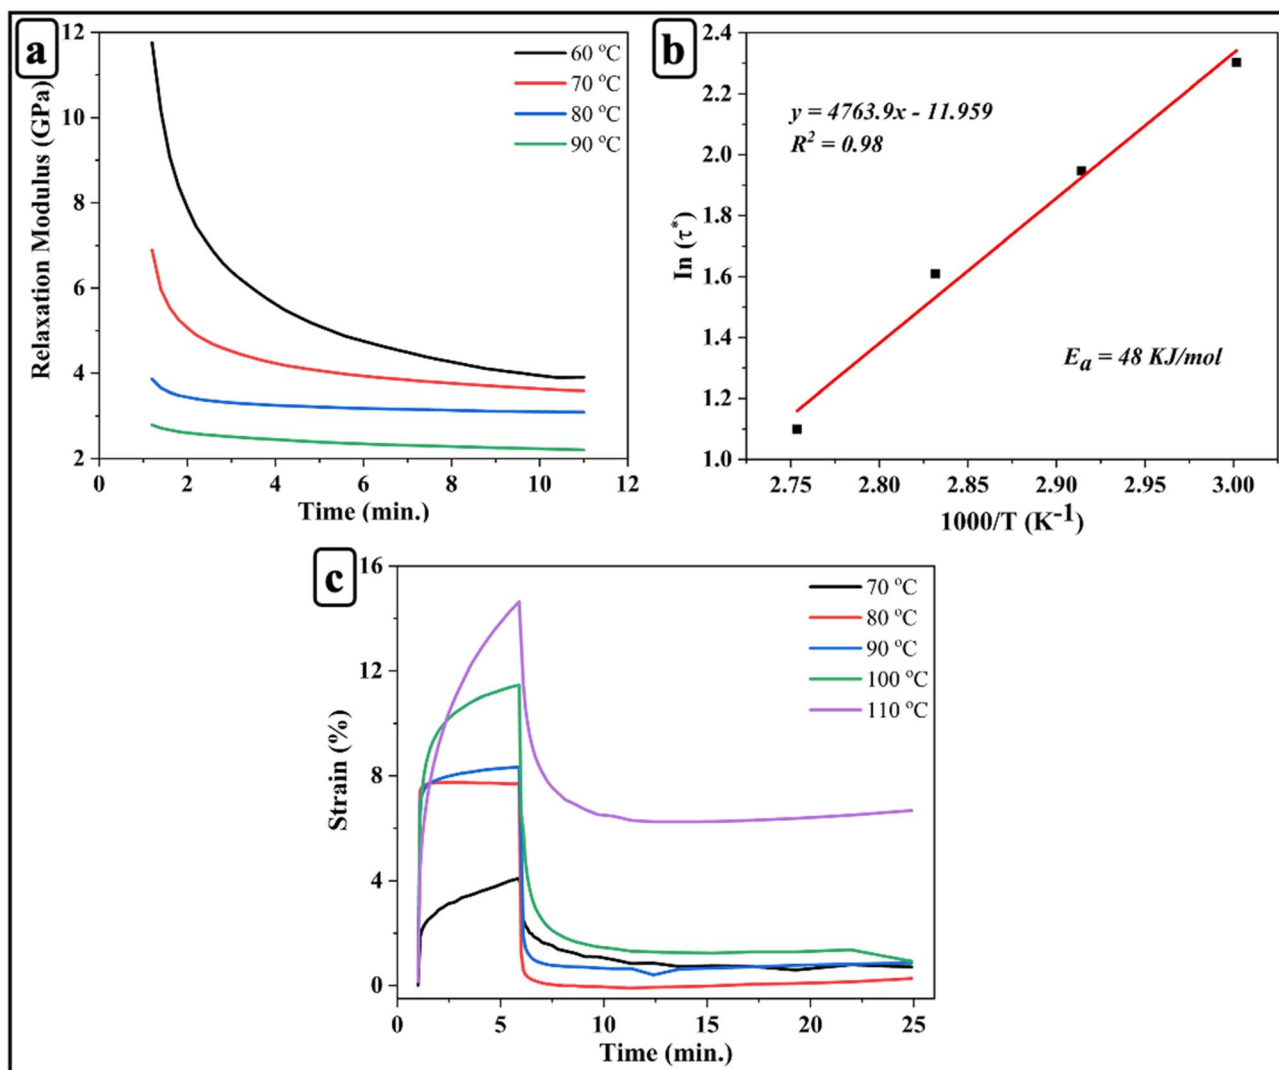 a
12
10
8
6
4
2
0
2
4
6
8
10
12
Relaxation Modulus (GPa)
Time (min.)
60 °C
70 °C
80 °C
90 °C
b
2.4
2.2
2.0
1.8
1.6
1.4
1.2
1.0
2.75
2.80
2.85
2.90
2.95
3.00
In (τ*)
1000/T (K-1)
y = 4763.9x - 11.959
R2 = 0.98
Ea = 48 KJ/mol
c
16
12
8
4
0
0
5
10
15
20
25
Strain (%)
Time (min.)
70 °C
80 °C
90 °C
100 °C
110 °C